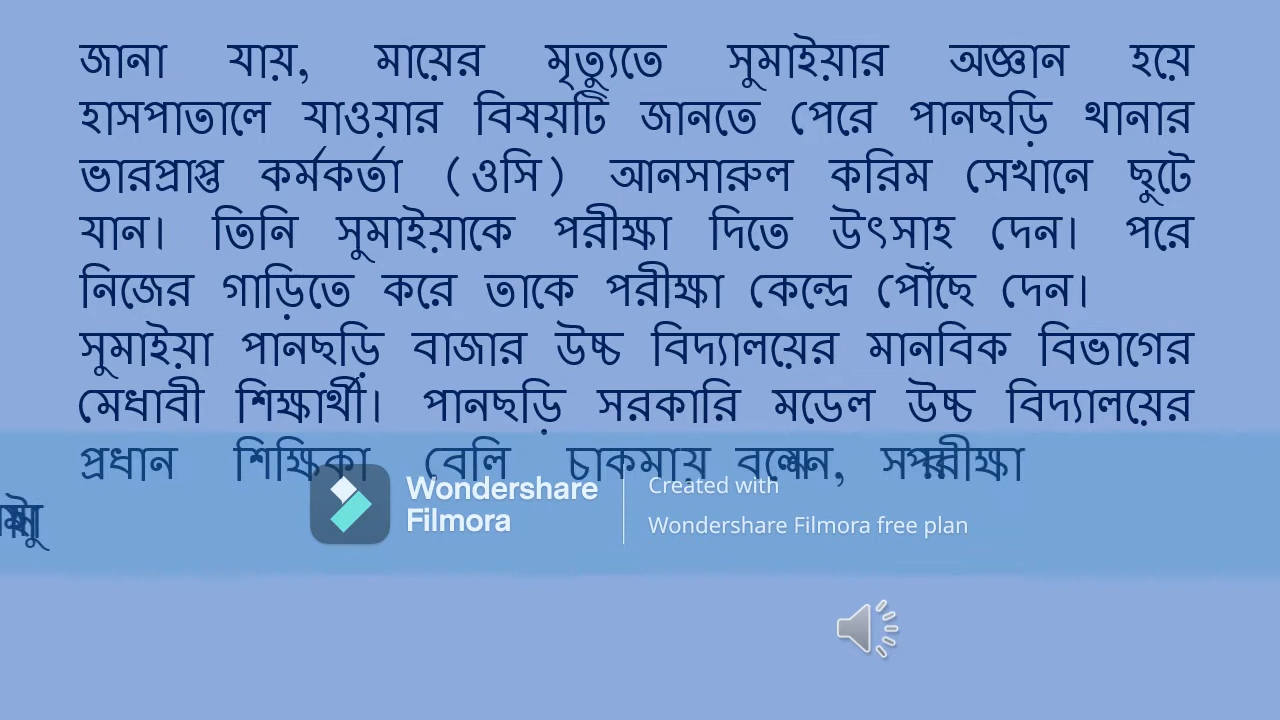 জানা যায়, মায়ের মৃত্যুতে সুমাইয়ার অজ্ঞান হয়ে
হাসপাতালে যাওয়ার বিষয়টি জানতে পেরে পানছড়ি থানার
ভারপ্রাপ্ত কর্মকর্তা (ওসি) আনসারুল করিম সেখানে ছুটে
যান। তিনি সুমাইয়াকে পরীক্ষা দিতে উৎসাহ দেন। পরে
নিজের গাড়িতে করে তাকে পরীক্ষা কেন্দ্রে পৌঁছে দেন।
সুমাইয়া পানছড়ি বাজার উচ্চ বিদ্যালয়ের মানবিক বিভাগের
মেধাবী শিক্ষার্থী। পানছড়ি সরকারি মডেল উচ্চ বিদ্যালয়ের
প্রধান শিক্ষিকা বেলি চাকমায়
Wondershare
Filmora
Created with
Wondershare Filmora free plan